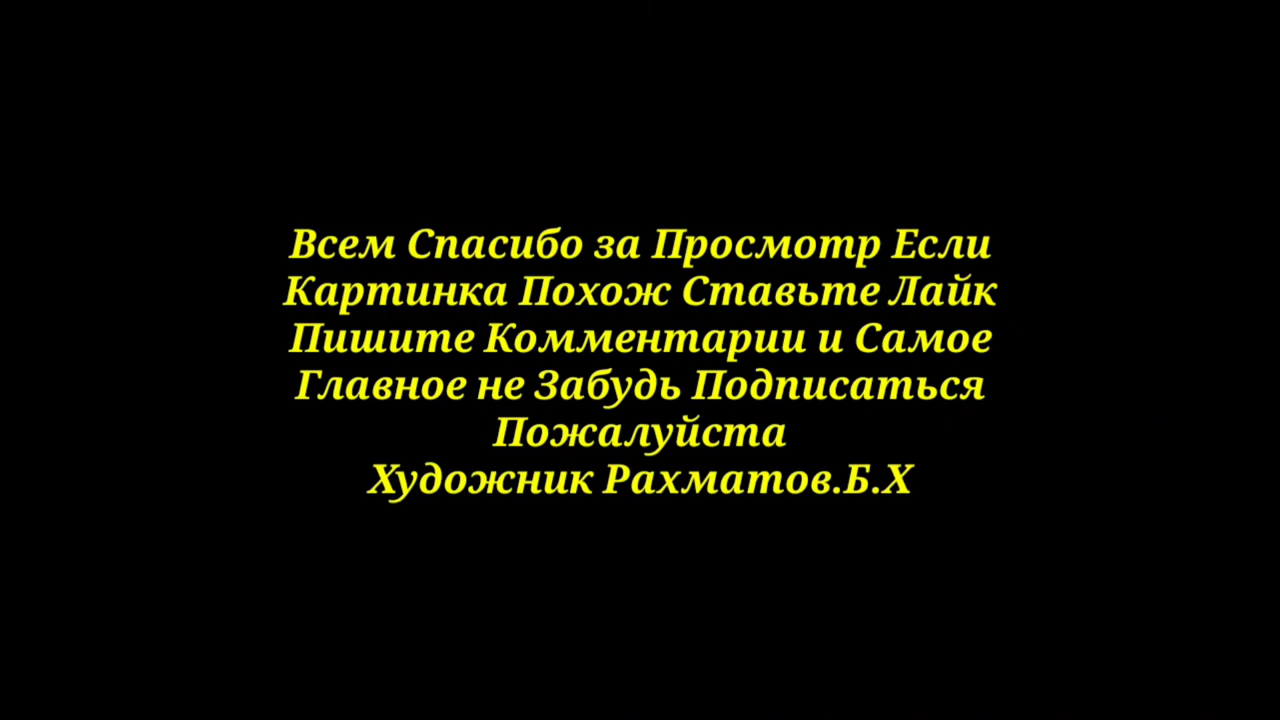 Всем Спасибо за Просмотр Если
Картинка Похож Ставьте Лайк
Пишите Комментарии и Самое
Главное не Забудь Подписаться
Пожалуйста
Художник Рахматов.Б.Х